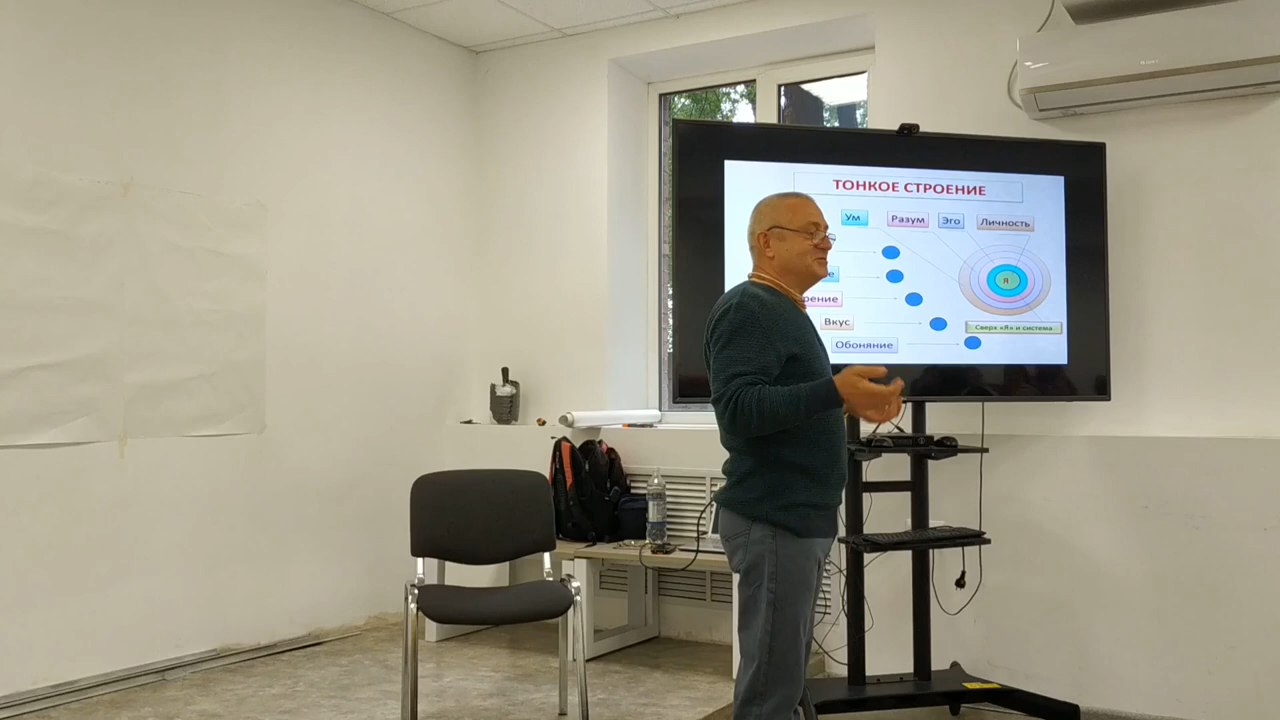 ТОНКОЕ СТРОЕНИЕ
Ум
Разум
Эго
Личность
Я
Вкус
Сверх «Я» и система
Обоняние